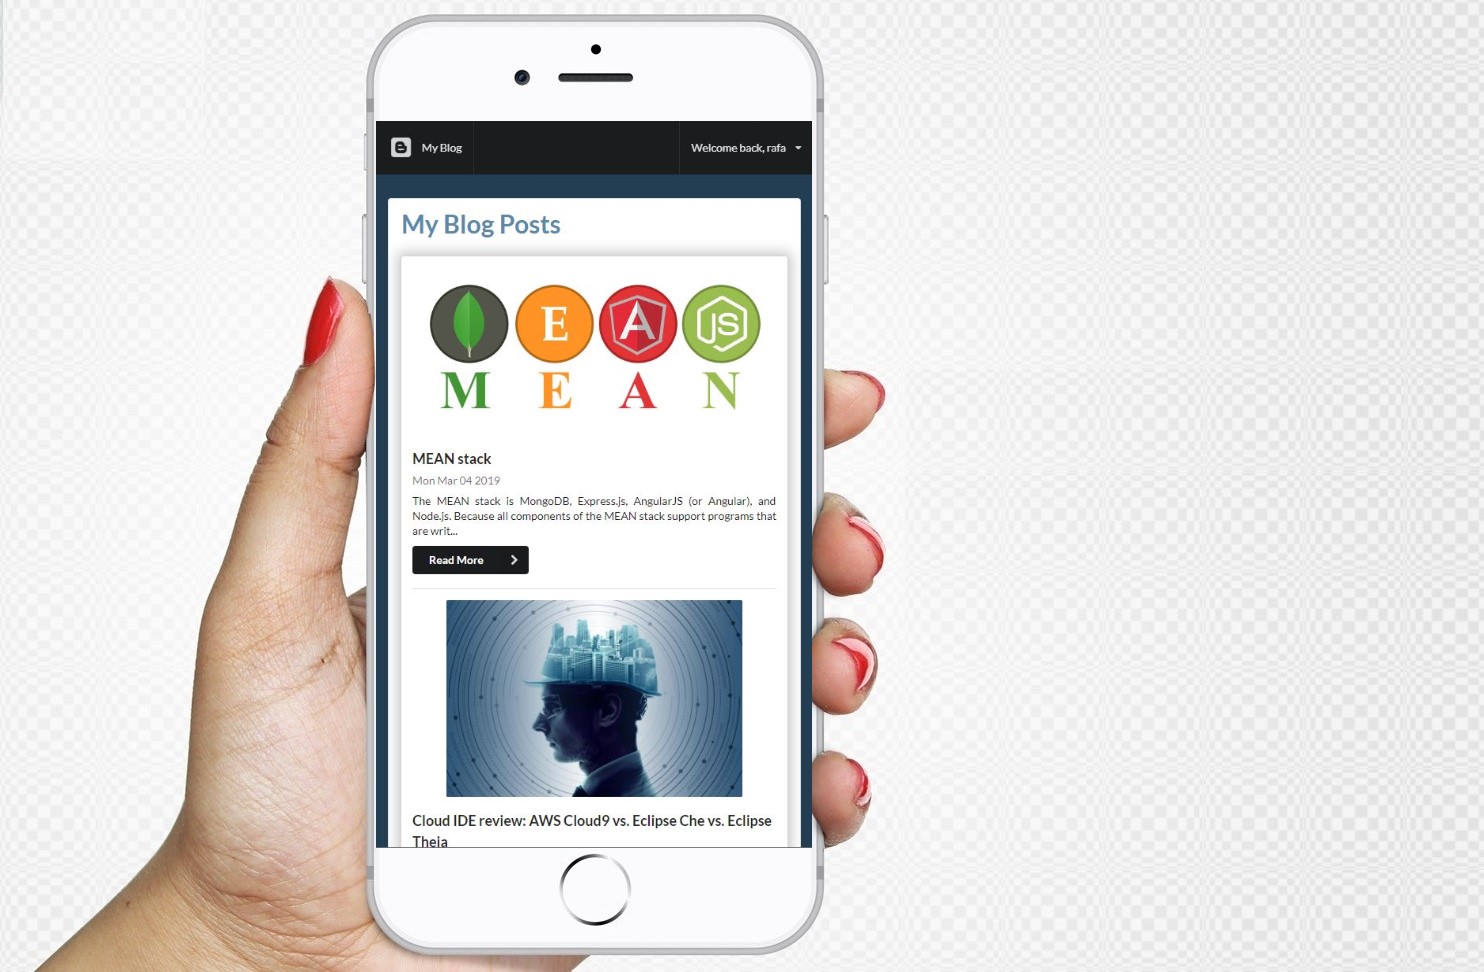 My Blog
Welcome back, rafa
My Blog Posts
E
A
JS
M E A N
MEAN stack
Mon Mar 04 2019
The MEAN stack is MongoDB, Express.js, AngularJS (or Angular), and
Node.js. Because all components of the MEAN stack support programs that
are writ...
Read More
Cloud IDE review: AWS Cloud9 vs. Eclipse Che vs. Eclipse
Theia